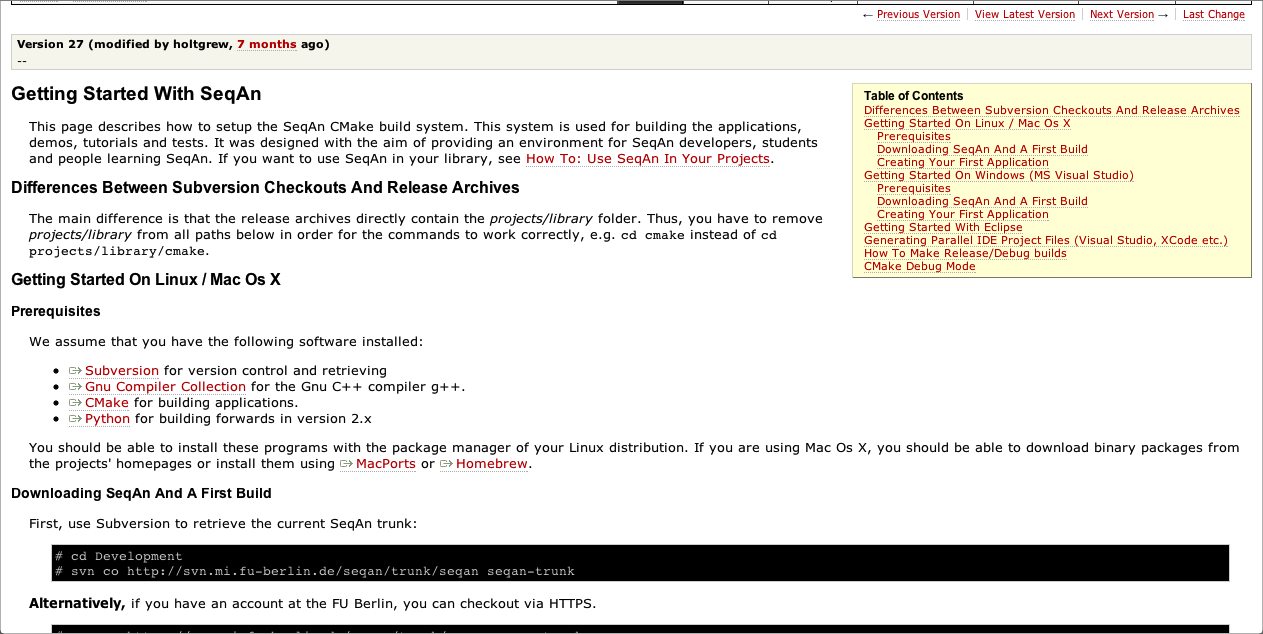 ← Previous Version | View Latest Version | Next Version → | Last Change
Version 27 (modified by holtgrew, 7 months ago)
--
Getting Started With SeqAn
This page describes how to setup the SeqAn CMake build system. This system is used for building the applications,
demos, tutorials and tests. It was designed with the aim of providing an environment for SeqAn developers, students
and people learning SeqAn. If you want to use SeqAn in your library, see How To: Use SeqAn In Your Projects.
Table of Contents
Differences Between Subversion Checkouts And Release Archives
Getting Started On Linux / Mac Os X
Prerequisites
Downloading SeqAn And A First Build
Creating Your First Application
Getting Started On Windows (MS Visual Studio)
Prerequisites
Downloading SeqAn And A First Build
Creating Your First Application
Getting Started With Eclipse
Generating Parallel IDE Project Files (Visual Studio, XCode etc.)
How To Make Release/Debug builds
CMake Debug Mode
Differences Between Subversion Checkouts And Release Archives
The main difference is that the release archives directly contain the projects/library folder. Thus, you have to remove
projects/library from all paths below in order for the commands to work correctly, e.g. cd cmake instead of cd
projects/library/cmake.
Getting Started On Linux / Mac Os X
Prerequisites
We assume that you have the following software installed:
• Subversion for version control and retrieving
• Gnu Compiler Collection for the Gnu C++ compiler g++.
• CMake for building applications.
• Python for building forwards in version 2.x
You should be able to install these programs with the package manager of your Linux distribution. If you are using Mac Os X, you should be able to download binary packages from
the projects' homepages or install them using MacPorts or Homebrew.
Downloading SeqAn And A First Build
First, use Subversion to retrieve the current SeqAn trunk:
# cd Development
# svn co http://svn.mi.fu-berlin.de/seqan/trunk/seqan seqan-trunk
Alternatively, if you have an account at the FU Berlin, you can checkout via HTTPS.